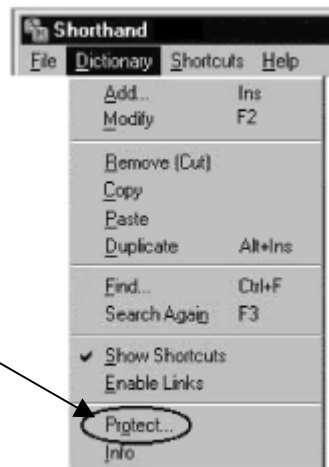 Shorthand
File Dictionary Shortcuts Help
Add... Ins
Modify F2
Remove (Cut)
Copy
Paste
Duplicate Alt+Ins
Find... Ctrl+F
Search Again F3
✔ Show Shortcuts
Enable Links
Protect...
Info